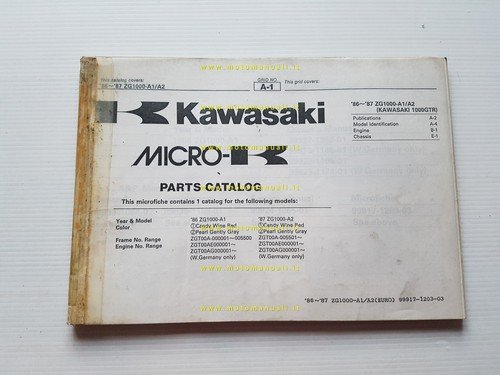 www.motomanuali.it
This catalog covers:
'86~'87 ZG1000-A1/A2
GRID NO.
A-1
This grid covers:
Kawasaki
'86~'87 ZG1000-A1/A2
(KAWASAKI 1000GTR)
Publications A-2
Model Identification A-4
Engine B-1
Chassis E-1
MICRO-K
www.motomanuali.it
PARTS CATALOG
This microfiche contains 1 catalog for the following models:
Year & Model '86 ZG1000-A1 '87 ZG1000-A2
Color ①Candy Wine Red ①Candy Wine Red
②Pearl Gentry Gray ②Pearl Gentry Gray
Frame No. Range ZGT00A-000001~005500 ZGT00A-005501~
Engine No. Range ZGT00AE000001~ ZGT00AE000001~
ZGT00AG000001~ ZGT00AG000001~
(W.Germany only) (W.Germany only)
www.motomanuali.it
'86~'87 ZG1000-A1/A2(EURO) 99917-1203-03